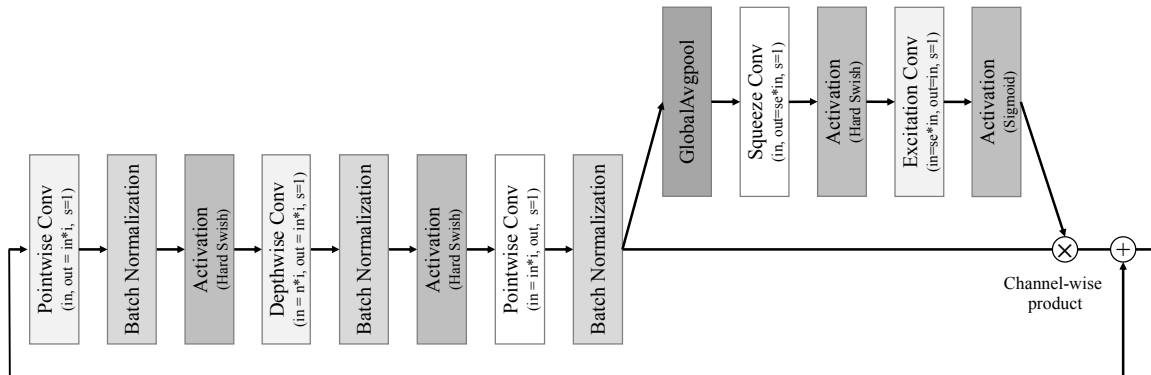 Pointwise Conv
(in, out = in*i, s=1)
Batch Normalization
Activation
(Hard Swish)
Depthwise Conv
(in = n*i, out = in*i, s=1)
Batch Normalization
Activation
(Hard Swish)
Pointwise Conv
(in = in*i, out, s=1)
Batch Normalization
GlobalAvgpool
Squeeze Conv
(in, out=se*in, s=1)
Activation
(Hard Swish)
Excitation Conv
(in=se*in, out=in, s=1)
Activation
(Sigmoid)
×
+
Channel-wise
product